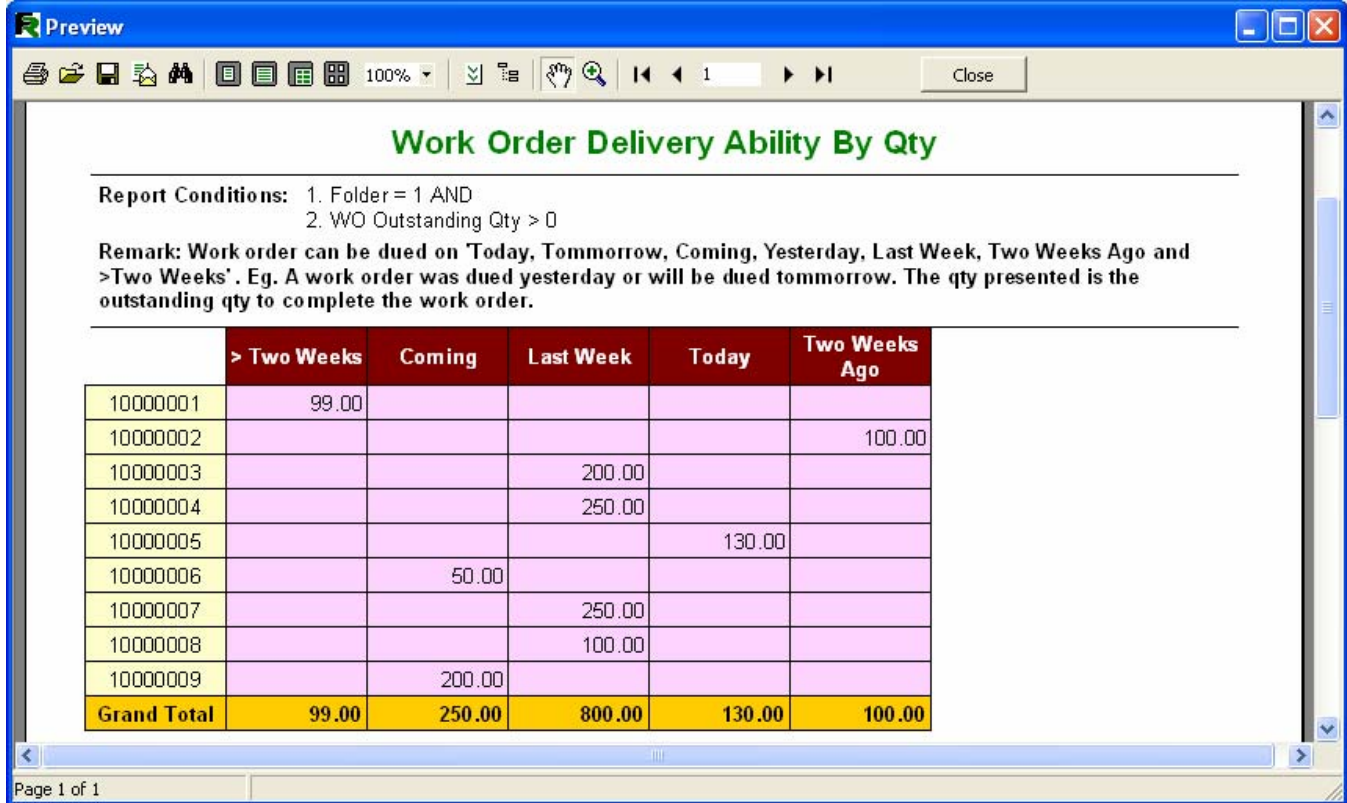 Preview
100%
1
Close
Work Order Delivery Ability By Qty
Report Conditions: 1. Folder = 1 AND
2. WO Outstanding Qty > 0
Remark: Work order can be dued on 'Today, Tommorrow, Coming, Yesterday, Last Week, Two Weeks Ago and
>Two Weeks' . Eg. A work order was dued yesterday or will be dued tommorrow. The qty presented is the
outstanding qty to complete the work order.
> Two Weeks Coming Last Week Today Two Weeks
Ago
10000001 99.00
10000002 100.00
10000003 200.00
10000004 250.00
10000005 130.00
10000006 50.00
10000007 250.00
10000008 100.00
10000009 200.00
Grand Total 99.00 250.00 800.00 130.00 100.00
Page 1 of 1